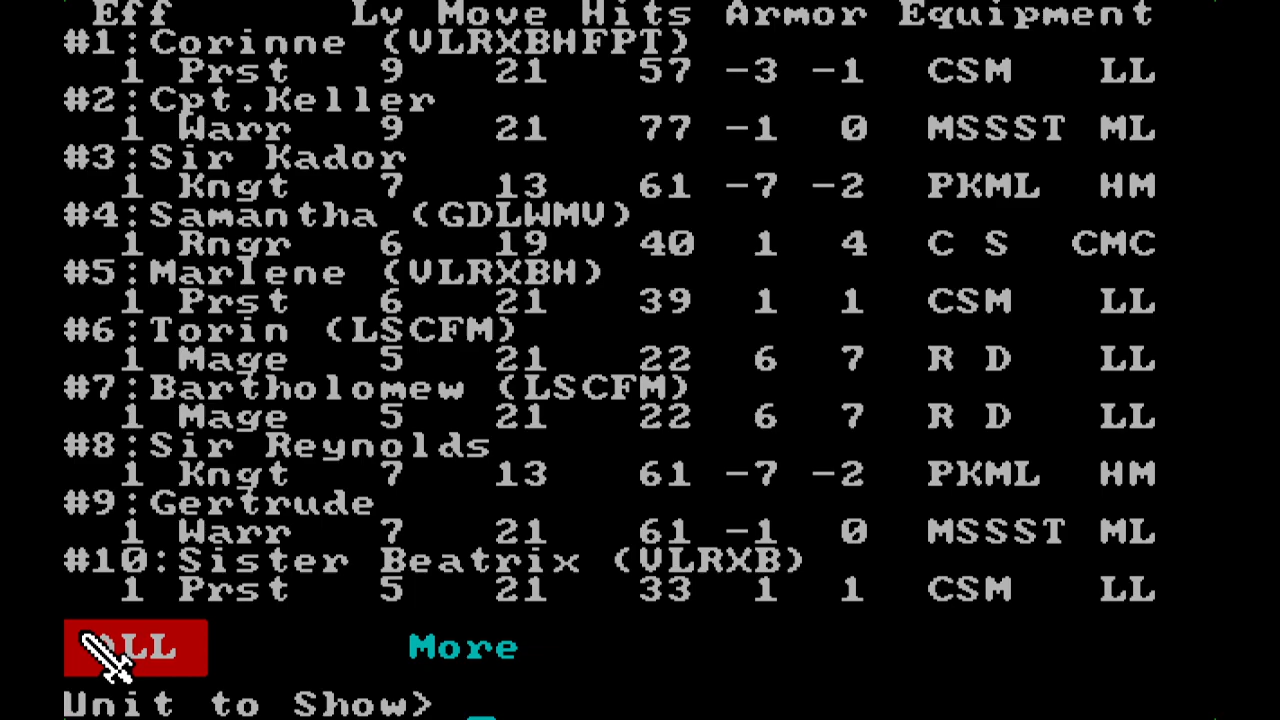 Eff Lv Move Hits Armor Equipment
#1:Corinne (VLRXBHFPT)
1 Prst 9 21 57 -3 -1 CSM LL
#2:Cpt.Keller
1 Warr 9 21 77 -1 0 MSSST ML
#3:Sir Kador
1 Kngt 7 13 61 -7 -2 PKML HM
#4:Samantha (GDLWMV)
1 Rngr 6 19 40 1 4 C S CMC
#5:Marlene (VLRXBH)
1 Prst 6 21 39 1 1 CSM LL
#6:Torin (LSCFM)
1 Mage 5 21 22 6 7 R D LL
#7:Bartholomew (LSCFM)
1 Mage 5 21 22 6 7 R D LL
#8:Sir Reynolds
1 Kngt 7 13 61 -7 -2 PKML HM
#9:Gertrude
1 Warr 7 21 61 -1 0 MSSST ML
#10:Sister Beatrix (VLRXB)
1 Prst 5 21 33 1 1 CSM LL
More
Unit to Show>